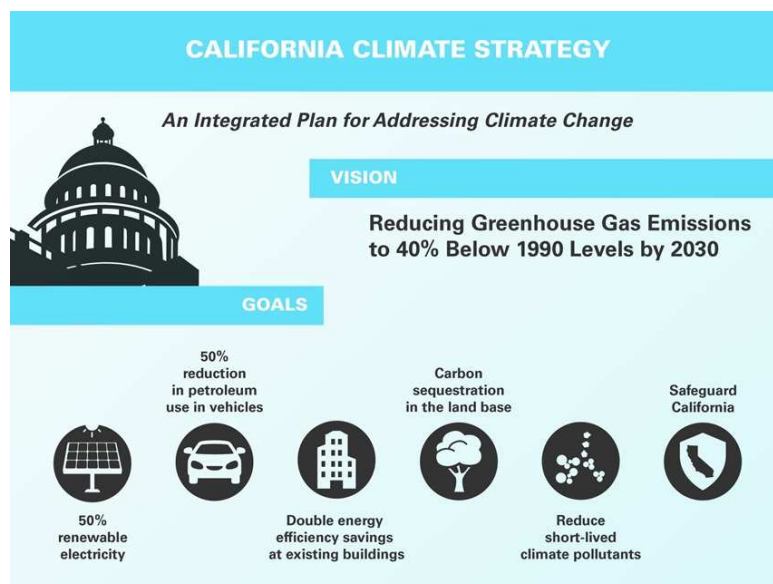 CALIFORNIA CLIMATE STRATEGY
An Integrated Plan for Addressing Climate Change
VISION
Reducing Greenhouse Gas Emissions
to 40% Below 1990 Levels by 2030
GOALS
50%
renewable
electricity
50%
reduction
in petroleum
use in vehicles
Double energy
efficiency savings
at existing buildings
Carbon
sequestration
in the land base
Reduce
short-lived
climate pollutants
Safeguard
California